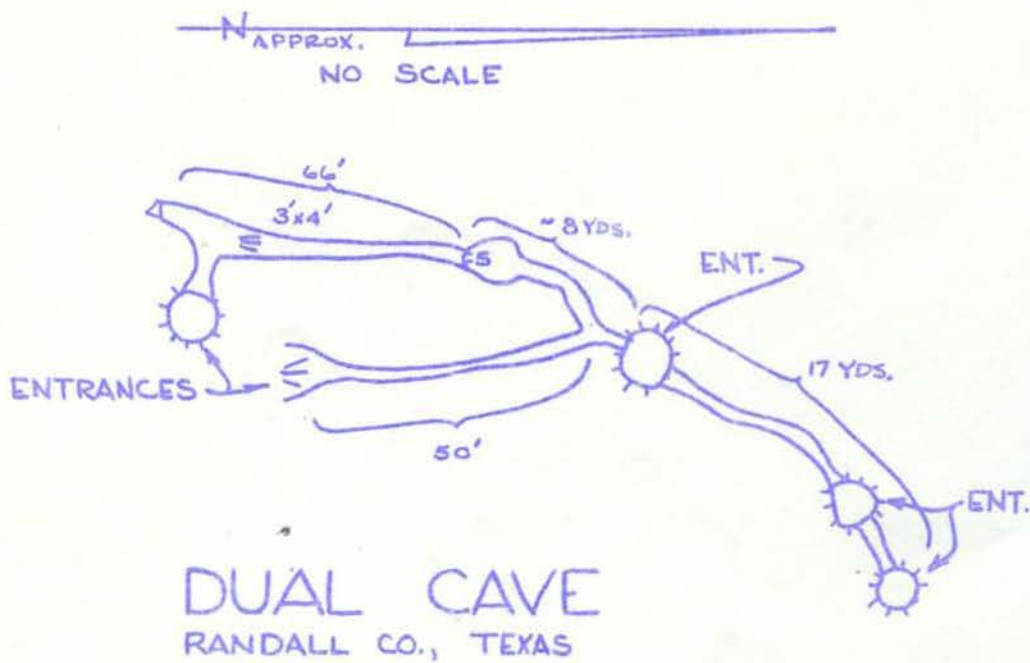 N APPROX.
NO SCALE
66'
3'x4'
~8 YDS.
5
ENT.
17 YDS.
ENTRANCES
50'
ENT.
DUAL CAVE
RANDALL CO., TEXAS